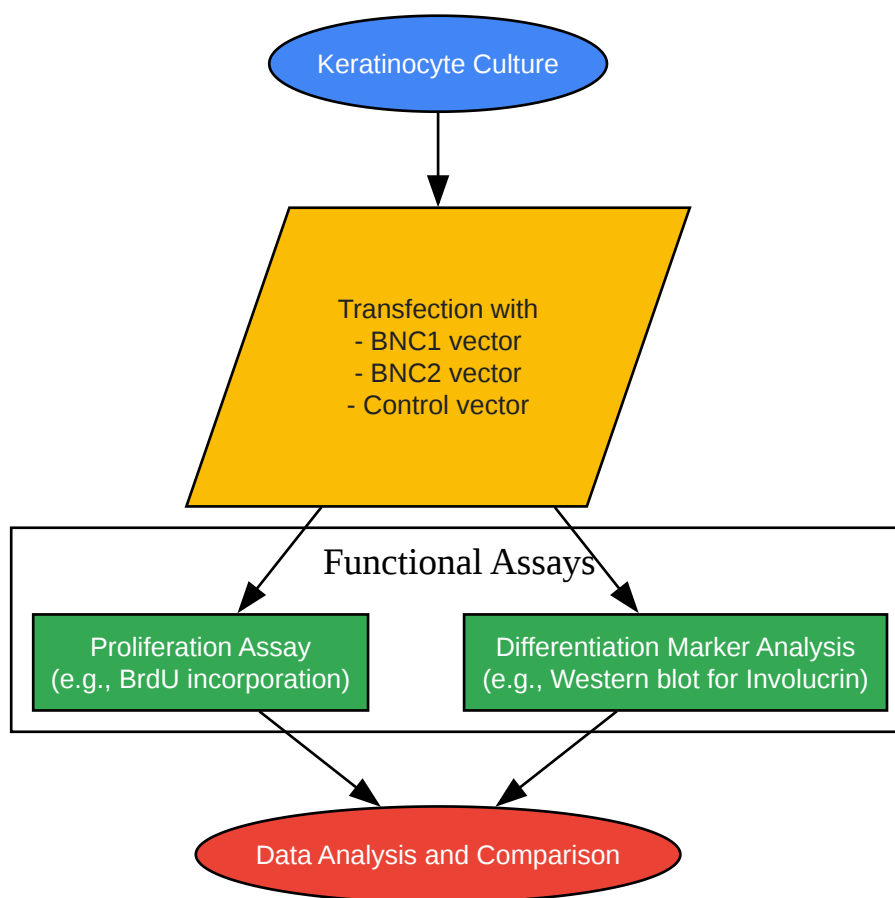 Keratinocyte Culture
Transfection with
- BNC1 vector
- BNC2 vector
- Control vector
Functional Assays
Proliferation Assay
(e.g., BrdU incorporation)
Differentiation Marker Analysis
(e.g., Western blot for Involucrin)
Data Analysis and Comparison